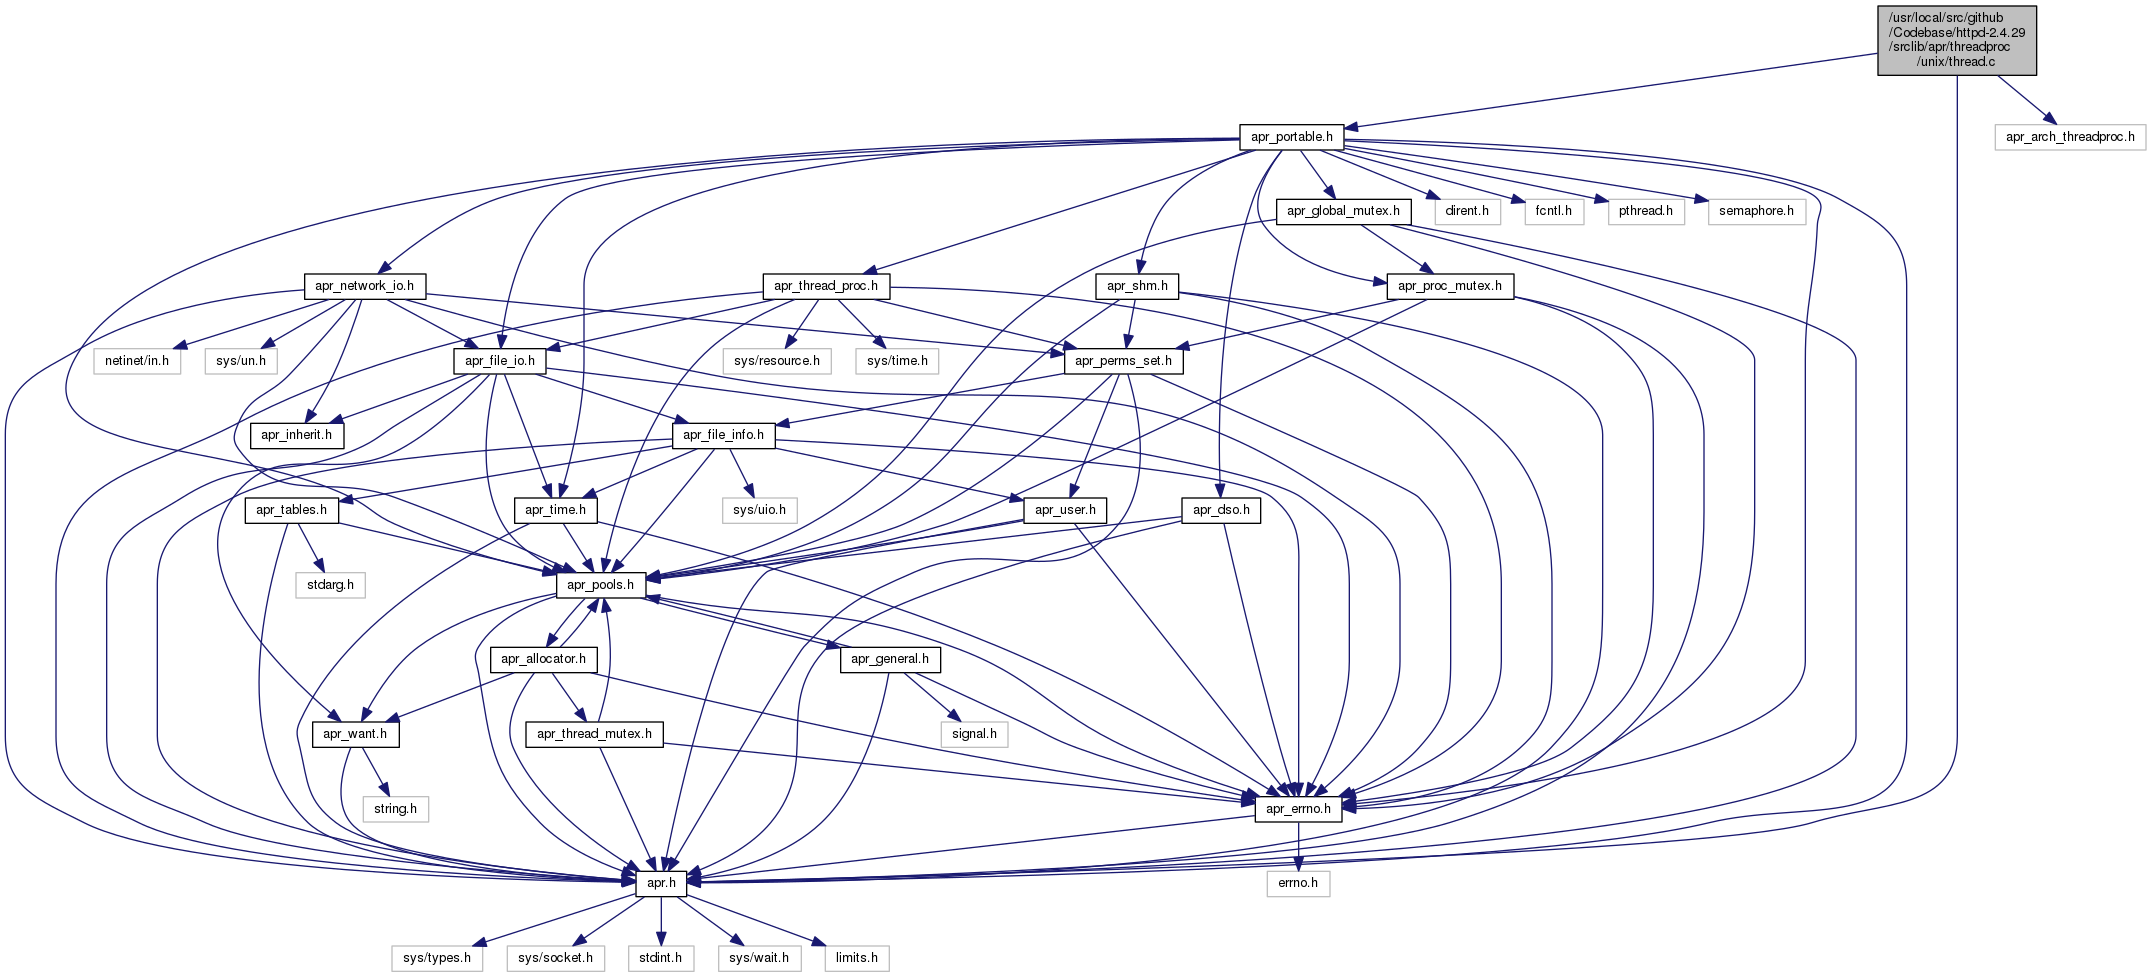 /usr/local/src/github
/Codebase/httpd-2.4.29
/srclib/apr/threadproc
/unix/thread.c
apr_portable.h
apr_arch_threadproc.h
apr_global_mutex.h
dirent.h
fcntl.h
pthread.h
semaphore.h
apr_network_io.h
apr_thread_proc.h
apr_shm.h
apr_proc_mutex.h
netinet/in.h
sys/un.h
apr_file_io.h
sys/resource.h
sys/time.h
apr_perms_set.h
apr_inherit.h
apr_file_info.h
apr_tables.h
apr_time.h
sys/uio.h
apr_user.h
apr_dso.h
stdarg.h
apr_pools.h
apr_allocator.h
apr_general.h
apr_want.h
apr_thread_mutex.h
signal.h
string.h
apr_errno.h
apr.h
errno.h
sys/types.h
sys/socket.h
stdint.h
sys/wait.h
limits.h